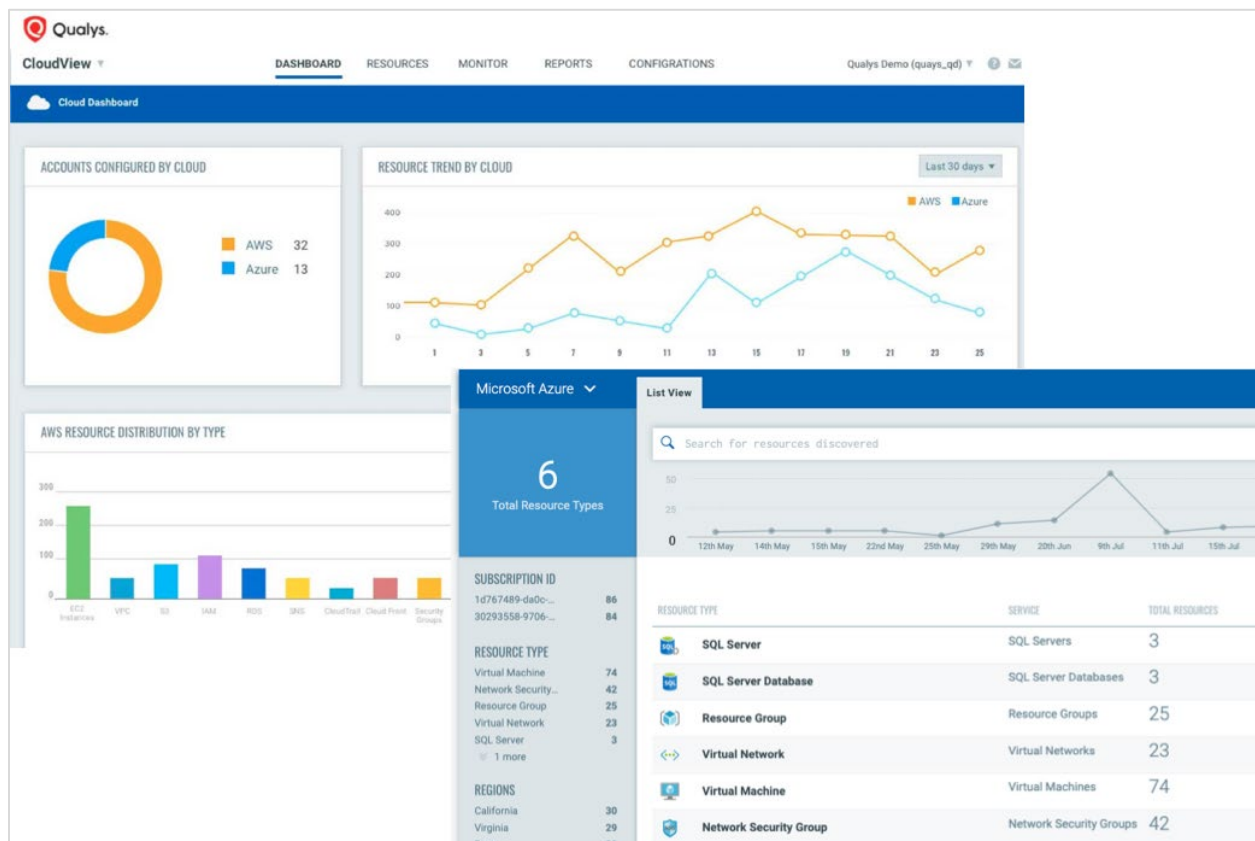 Qualys.
CloudView
DASHBOARD RESOURCES MONITOR REPORTS CONFIGRATIONS
Qualys Demo (quays_qd)
Cloud Dashboard
ACCOUNTS CONFIGURED BY CLOUD
AWS 32
Azure 13
RESOURCE TREND BY CLOUD
Last 30 days
AWS Azure
400
300
200
100
0
1 3 5 7 9 11 13 15 17 19 21 23 25
AWS RESOURCE DISTRIBUTION BY TYPE
300
200
100
0
EC2 Instances VPC S3 IAM RDS SNS CloudTrail Cloud Front Security Groups
Microsoft Azure
List View
6
Total Resource Types
Search for resources discovered
50
25
0
12th May 14th May 15th May 22nd May 25th May 29th May 20th Jun 9th Jul 11th Jul 15th Jul
SUBSCRIPTION ID
1d767489-da0c-... 86
30293558-9706-... 84
RESOURCE TYPE
Virtual Machine 74
Network Security... 42
Resource Group 25
Virtual Network 23
SQL Server 3
1 more
REGIONS
California 30
Virginia 29
RESOURCE TYPE SERVICE TOTAL RESOURCES
SQL Server SQL Servers 3
SQL Server Database SQL Server Databases 3
Resource Group Resource Groups 25
Virtual Network Virtual Networks 23
Virtual Machine Virtual Machines 74
Network Security Group Network Security Groups 42